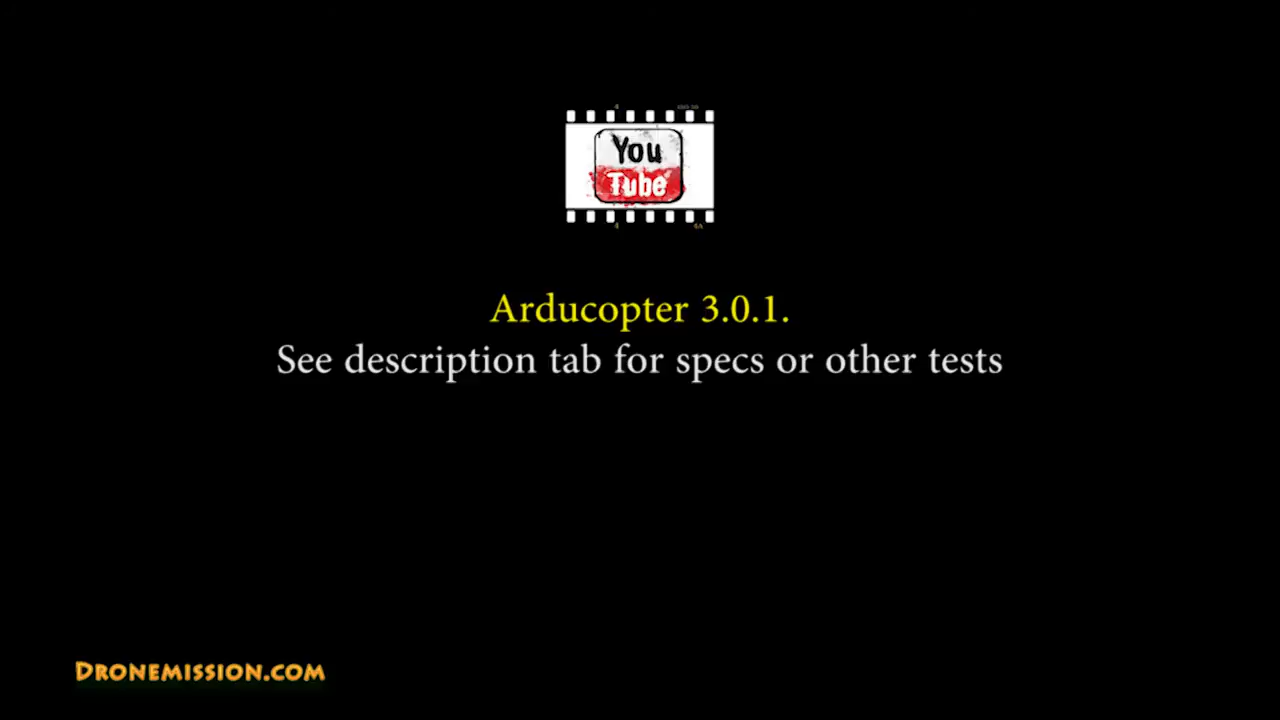 You
Tube
Arducopter 3.0.1.
See description tab for specs or other tests
Dronemission.com